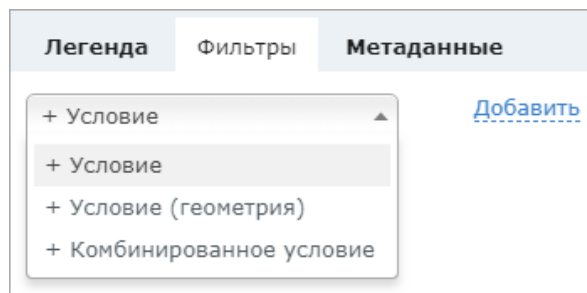 Легенда Фильтры Метаданные
+ Условие Добавить
+ Условие
+ Условие (геометрия)
+ Комбинированное условие